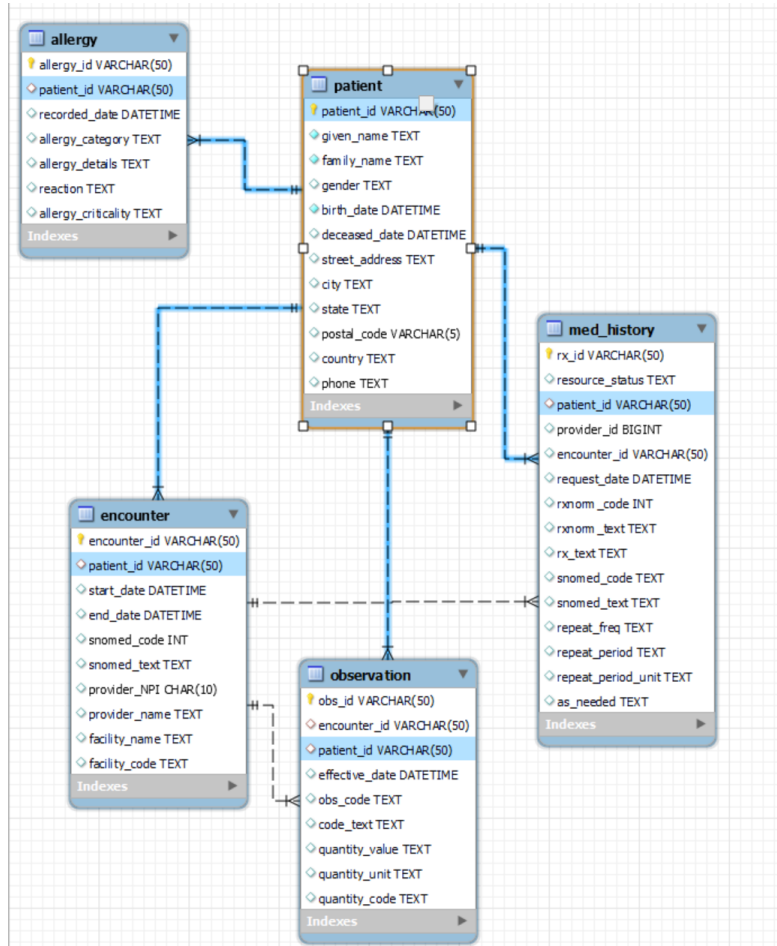 allergy
allergy_id VARCHAR(50)
patient_id VARCHAR(50)
recorded_date DATETIME
allergy_category TEXT
allergy_details TEXT
reaction TEXT
allergy_criticality TEXT
Indexes
patient
patient_id VARCHAR(50)
given_name TEXT
family_name TEXT
gender TEXT
birth_date DATETIME
deceased_date DATETIME
street_address TEXT
city TEXT
state TEXT
postal_code VARCHAR(5)
country TEXT
phone TEXT
Indexes
med_history
rx_id VARCHAR(50)
resource_status TEXT
patient_id VARCHAR(50)
provider_id BIGINT
encounter_id VARCHAR(50)
request_date DATETIME
rxnorm_code INT
rxnorm_text TEXT
rx_text TEXT
snomed_code TEXT
snomed_text TEXT
repeat_freq TEXT
repeat_period TEXT
repeat_period_unit TEXT
as_needed TEXT
Indexes
encounter
encounter_id VARCHAR(50)
patient_id VARCHAR(50)
start_date DATETIME
end_date DATETIME
snomed_code INT
snomed_text TEXT
provider_NPI CHAR(10)
provider_name TEXT
facility_name TEXT
facility_code TEXT
Indexes
observation
obs_id VARCHAR(50)
encounter_id VARCHAR(50)
patient_id VARCHAR(50)
effective_date DATETIME
obs_code TEXT
code_text TEXT
quantity_value TEXT
quantity_unit TEXT
quantity_code TEXT
Indexes